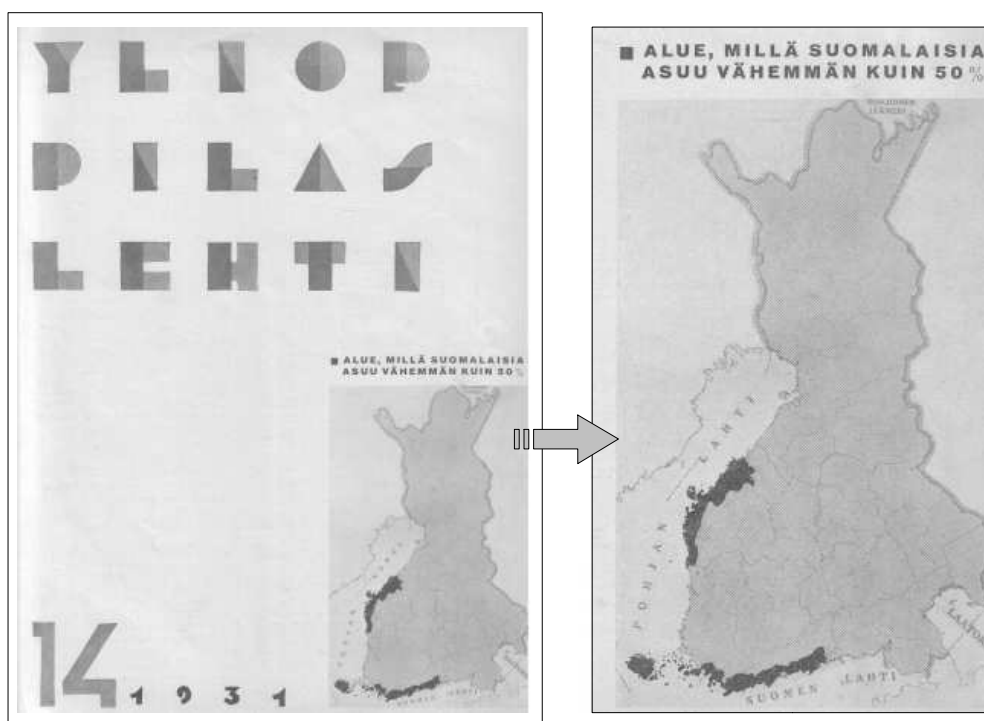 YLIOP
PILAS
LEHTI
■ ALUE, MILLÄ SUOMALAISIA
ASUU VÄHEMMÄN KUIN 50 %
14 1931
■ ALUE, MILLÄ SUOMALAISIA
ASUU VÄHEMMÄN KUIN 50 %
POHJAN
LAHTI
SUOMEN LAHTI